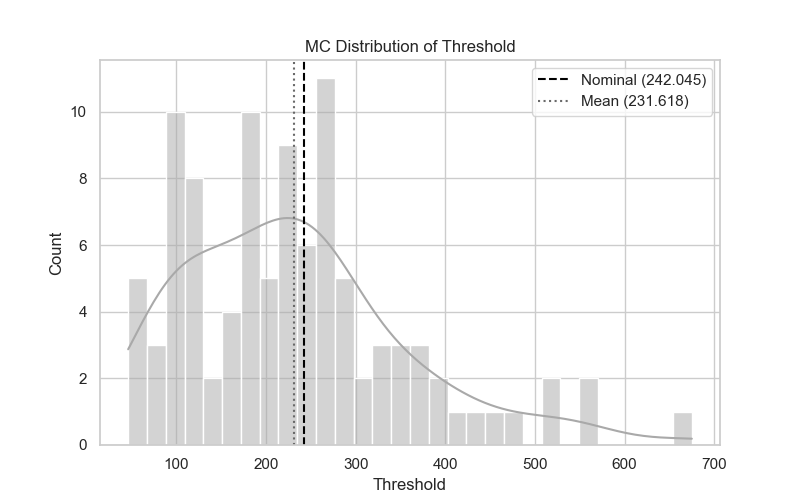 MC Distribution of Threshold
Nominal (242.045)
Mean (231.618)
Count
10
8
6
4
2
0
100 200 300 400 500 600 700
Threshold